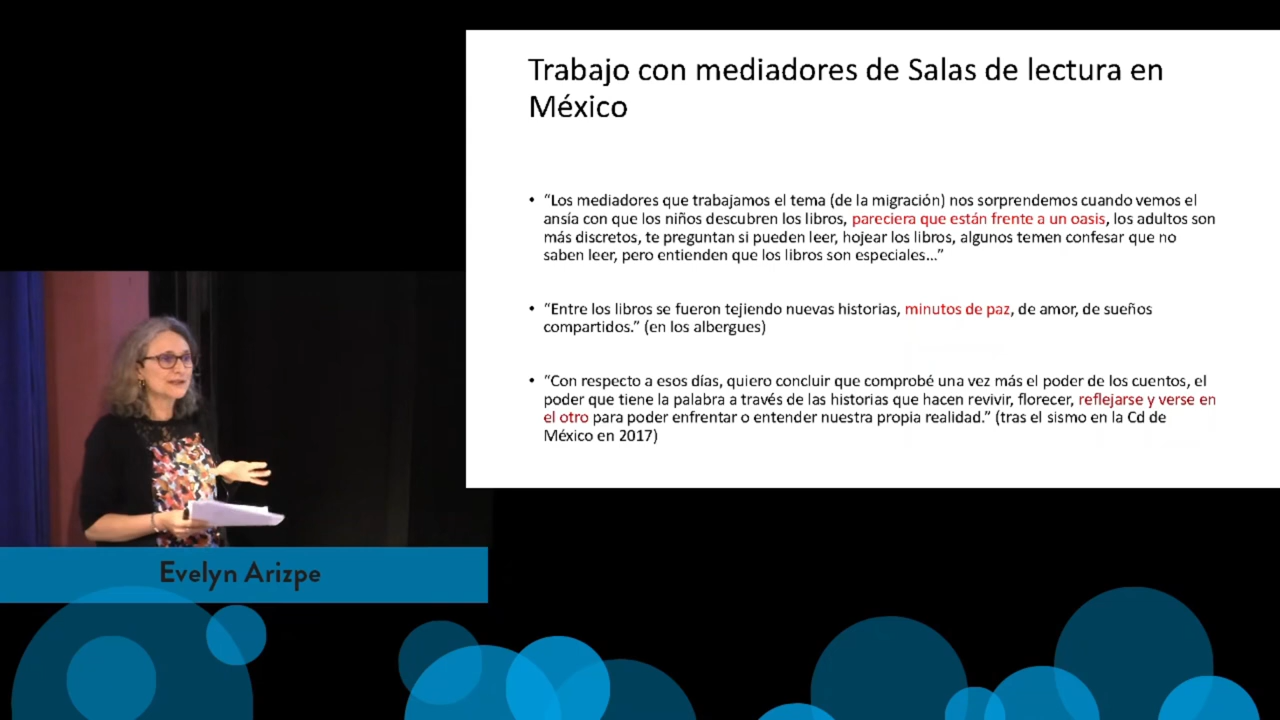 Trabajo con mediadores de Salas de lectura en
México
• “Los mediadores que trabajamos el tema (de la migración) nos sorprendemos cuando vemos el
ansía con que los niños descubren los libros, pareciera que están frente a un oasis, los adultos son
más discretos, te preguntan si pueden leer, hojear los libros, algunos temen confesar que no
saben leer, pero entienden que los libros son especiales...”
• “Entre los libros se fueron tejiendo nuevas historias, minutos de paz, de amor, de sueños
compartidos.” (en los albergues)
• “Con respecto a esos días, quiero concluir que comprobé una vez más el poder de los cuentos, el
poder que tiene la palabra a través de las historias que hacen revivir, florecer, reflejarse y verse en
el otro para poder enfrentar o entender nuestra propia realidad.” (tras el sismo en la Cd de
México en 2017)
Evelyn Arizpe